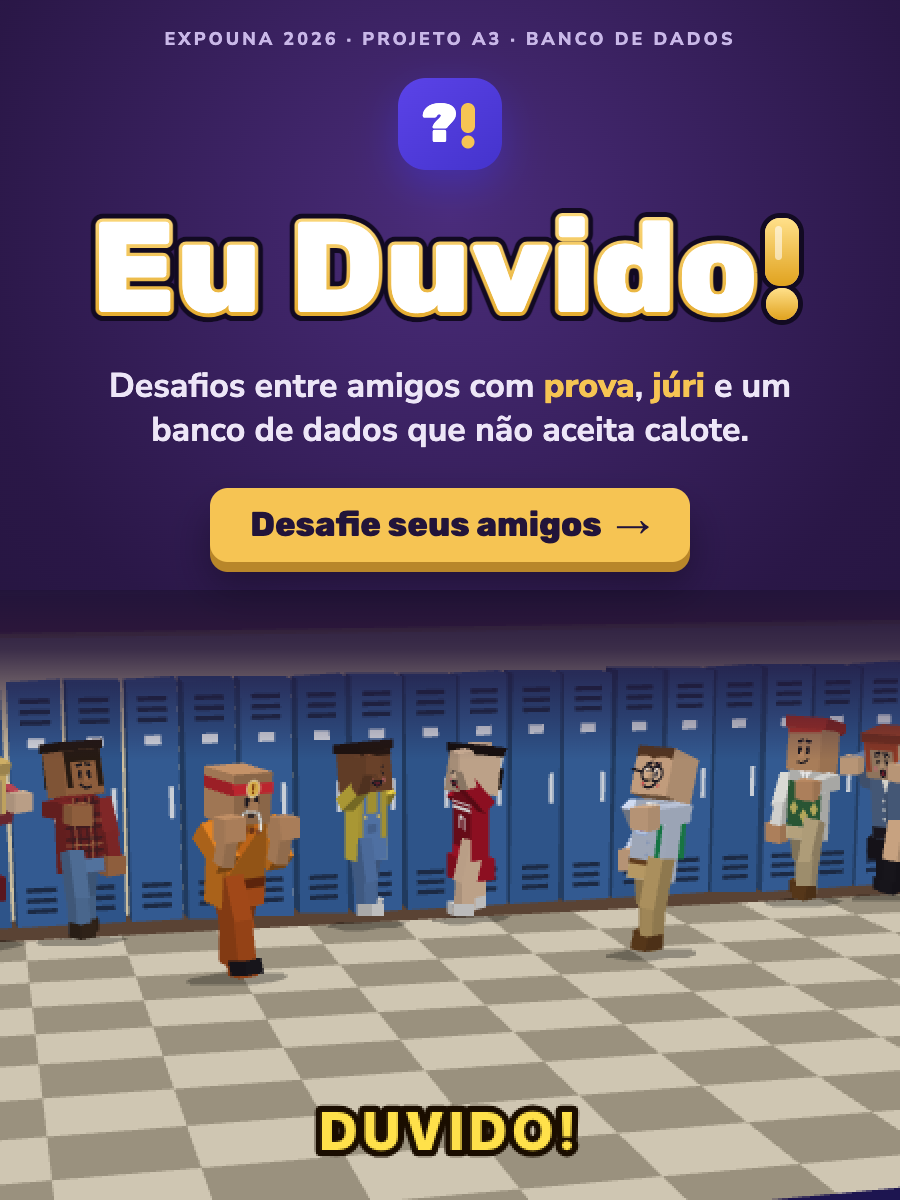 EXPOUNA 2026 · PROJETO A3 · BANCO DE DADOS
?!
Eu Duvido!
Desafios entre amigos com prova, júri e um
banco de dados que não aceita calote.
Desafie seus amigos →
DUVIDO!